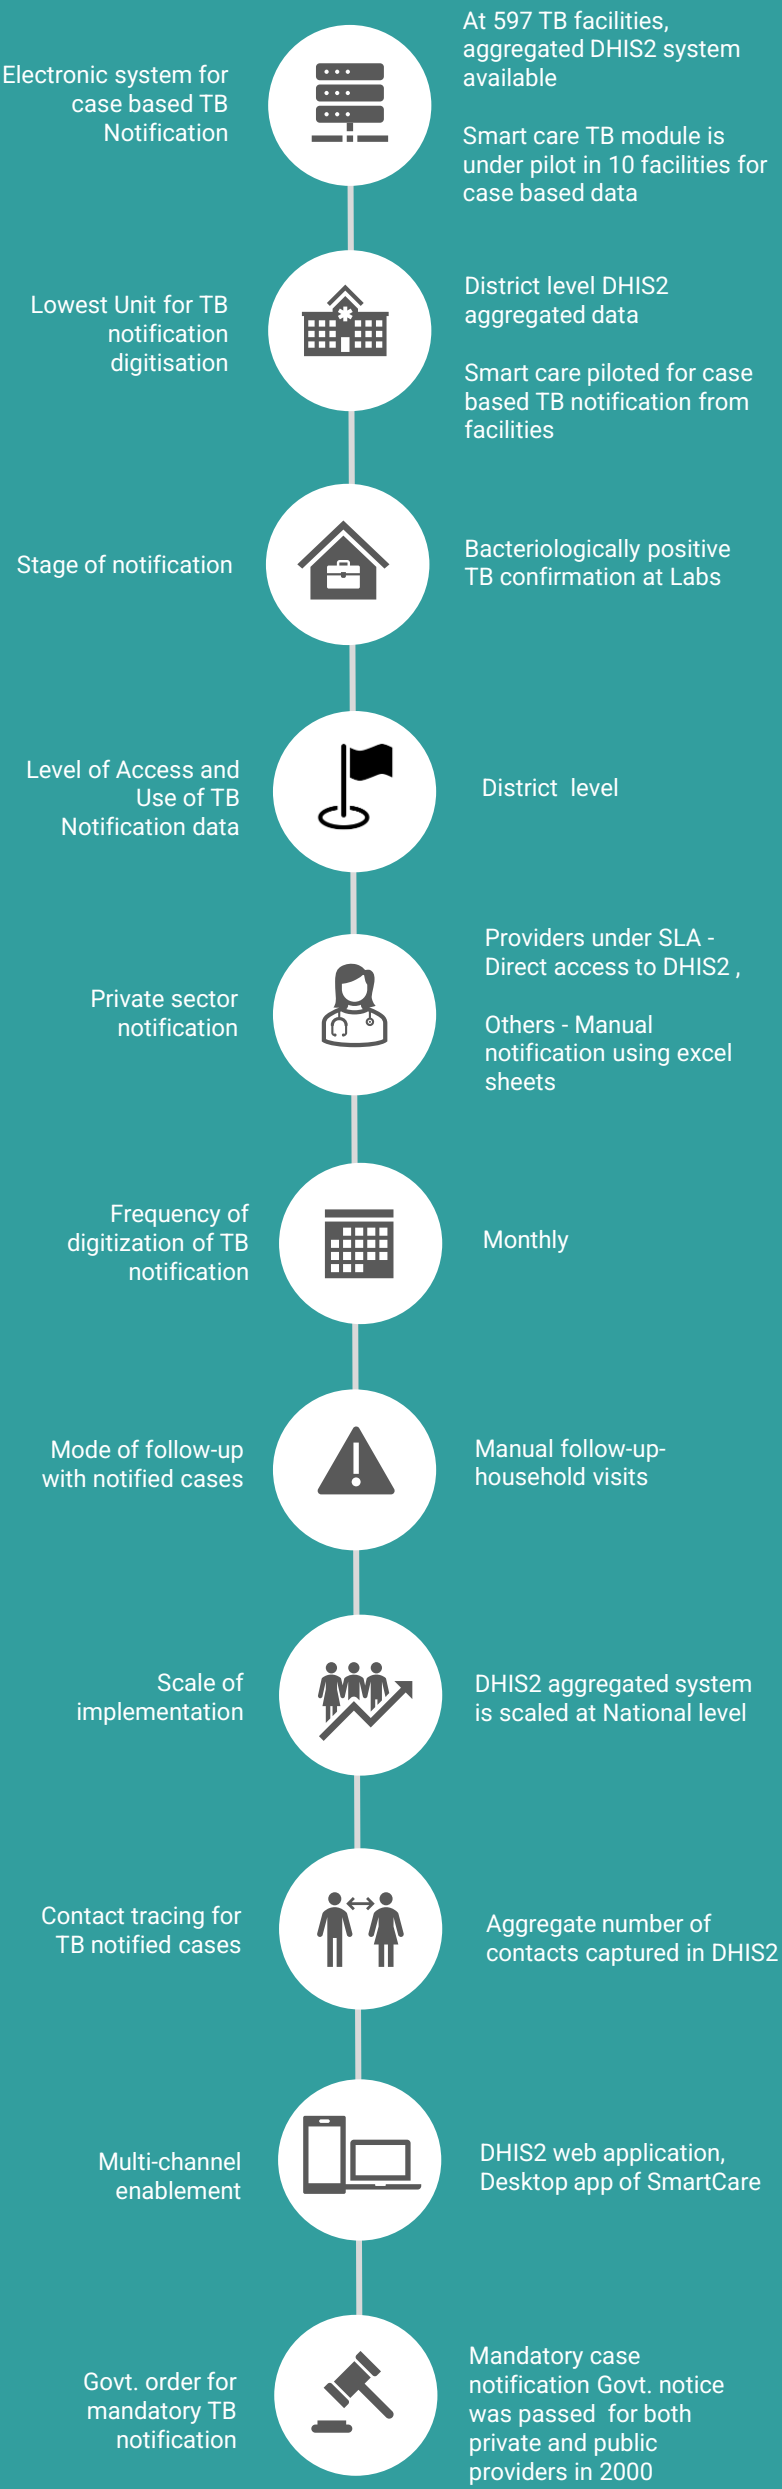 Electronic system for
case based TB
Notification
At 597 TB facilities,
aggregated DHIS2 system
available
Smart care TB module is
under pilot in 10 facilities for
case based data
Lowest Unit for TB
notification
digitisation
District level DHIS2
aggregated data
Smart care piloted for case
based TB notification from
facilities
Stage of notification
Bacteriologically positive
TB confirmation at Labs
Level of Access and
Use of TB
Notification data
District level
Private sector
notification
Providers under SLA -
Direct access to DHIS2 ,
Others - Manual
notification using excel
sheets
Frequency of
digitization of TB
notification
Monthly
Mode of follow-up
with notified cases
Manual follow-up-
household visits
Scale of
implementation
DHIS2 aggregated system
is scaled at National level
Contact tracing for
TB notified cases
Aggregate number of
contacts captured in DHIS2
Multi-channel
enablement
DHIS2 web application,
Desktop app of SmartCare
Govt. order for
mandatory TB
notification
Mandatory case
notification Govt. notice
was passed for both
private and public
providers in 2000